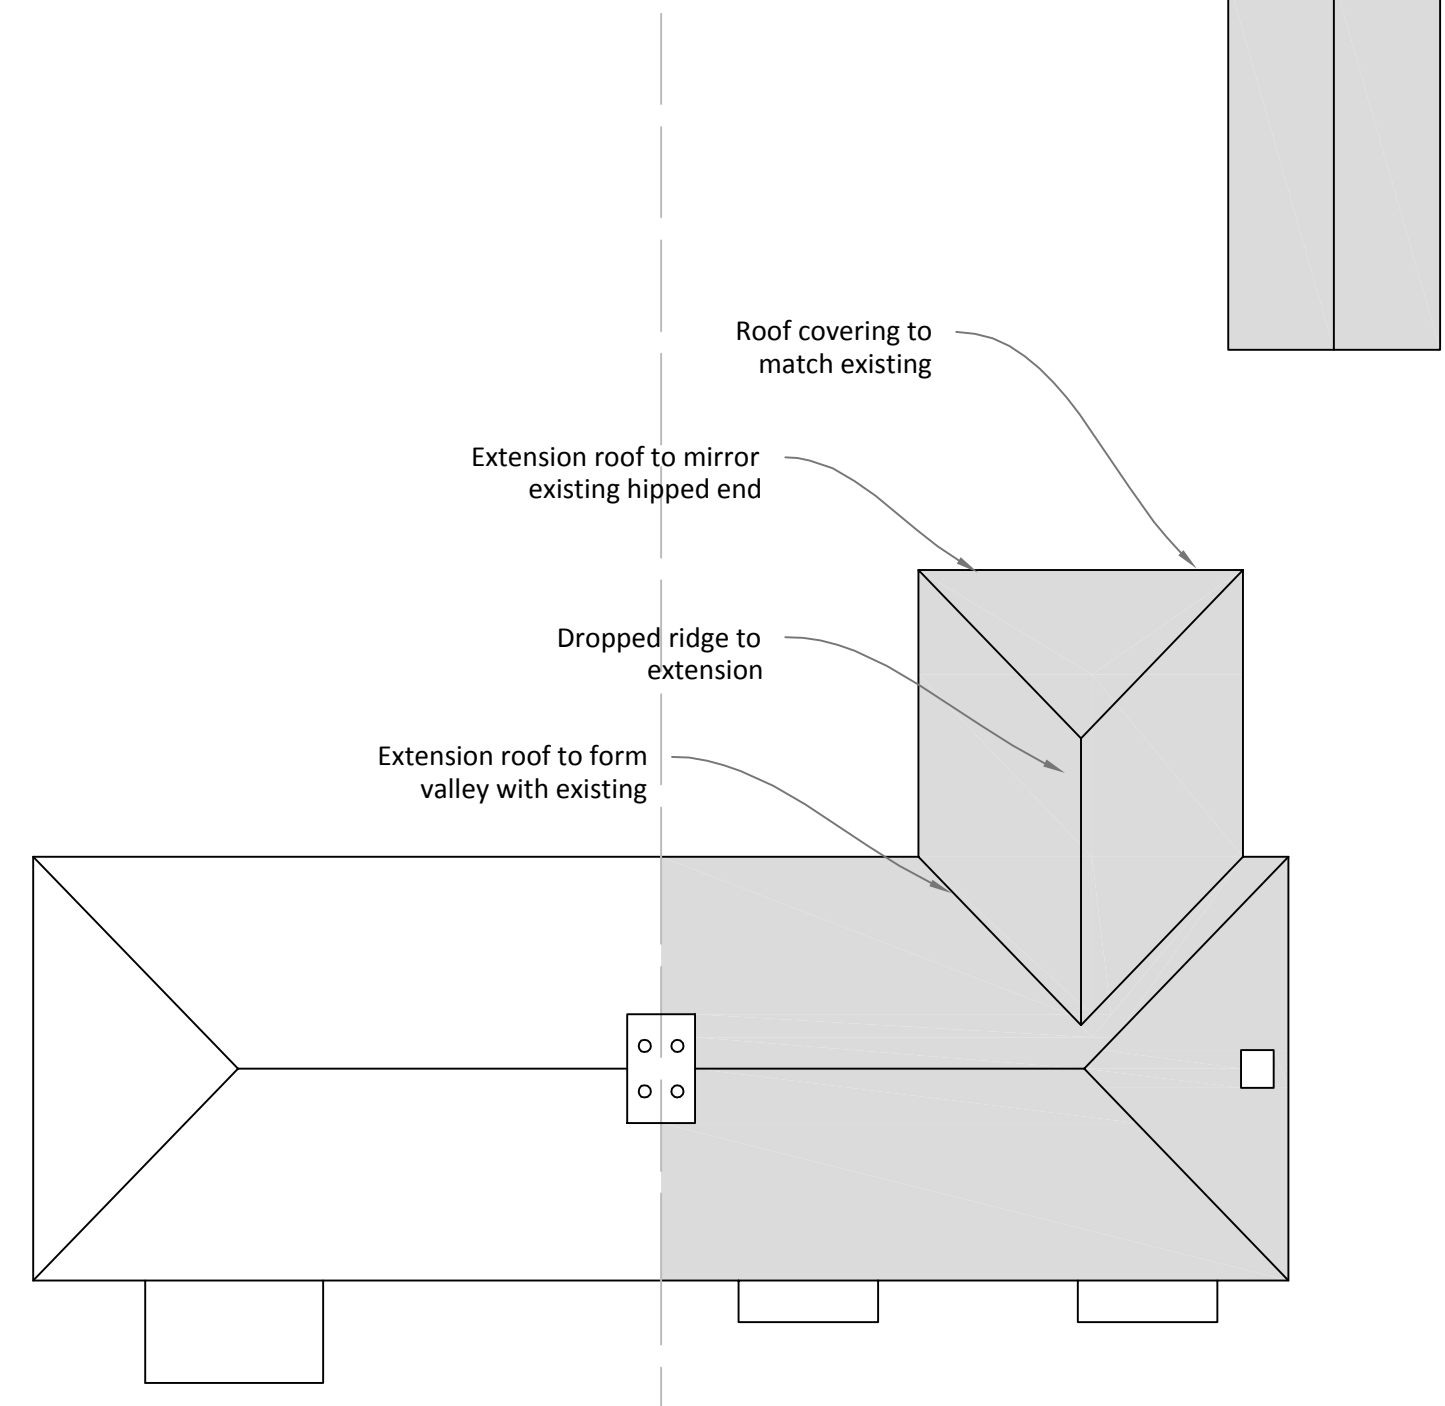 Roof covering to
match existing
Extension roof to mirror
existing hipped end
Dropped ridge to
extension
Extension roof to form
valley with existing